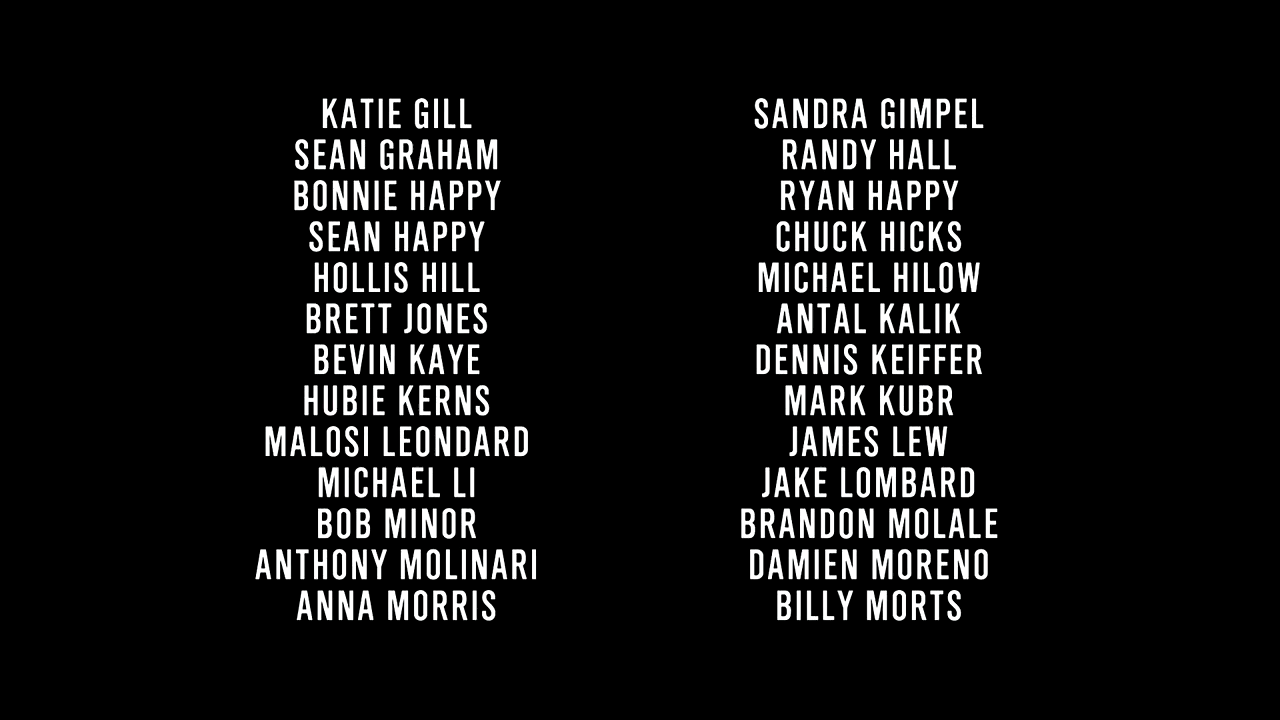 KATIE GILL
SANDRA GIMPEL
SEAN GRAHAM
RANDY HALL
BONNIE HAPPY
RYAN HAPPY
SEAN HAPPY
CHUCK HICKS
HOLLIS HILL
MICHAEL HILOW
BRETT JONES
ANTAL KALIK
BEVIN KAYE
DENNIS KEIFFER
HUBIE KERNS
MARK KUBR
MALOSI LEONDARD
JAMES LEW
MICHAEL LI
JAKE LOMBARD
BOB MINOR
BRANDON MOLALE
ANTHONY MOLINARI
DAMIEN MORENO
ANNA MORRIS
BILLY MORTS